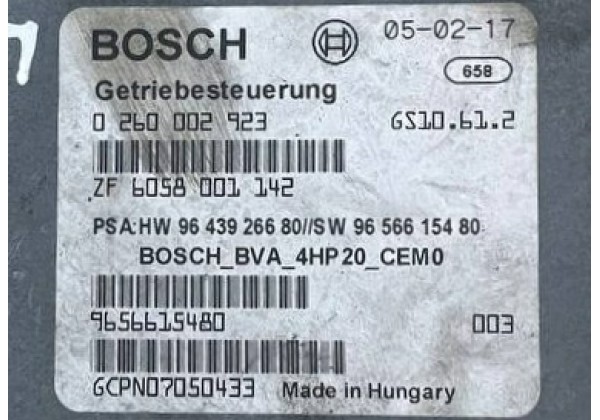 BOSCH 05-02-17
658
Getriebesteuerung
0 260 002 923 GS10.61.2
ZF 6058 001 142
PSA:HW 96 439 266 80//SW 96 566 154 80
BOSCH_BVA_4HP20_CEM0
9656615480 003
GCPN07050433 Made in Hungary